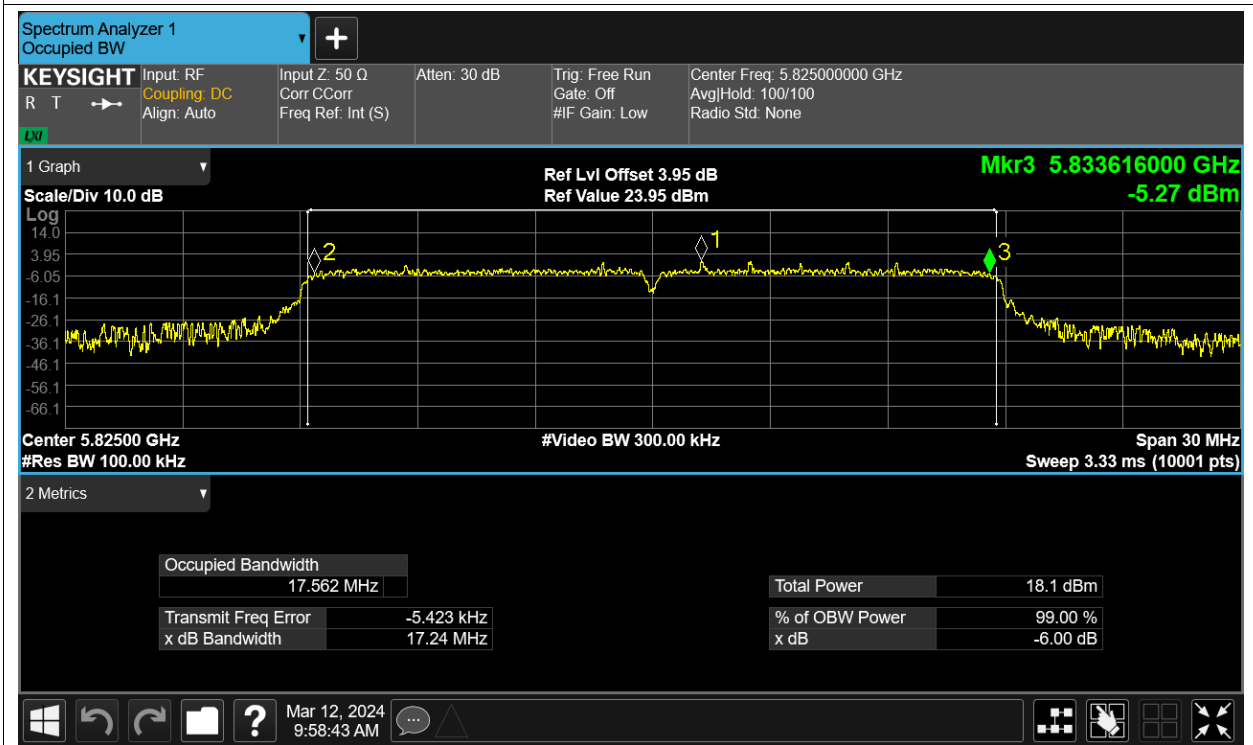 Spectrum Analyzer 1
Occupied BW
KEYSIGHT
R T
LXI
Input: RF
Coupling: DC
Align: Auto
Input Z: 50 Ω
Corr CCorr
Freq Ref: Int (S)
Atten: 30 dB
Trig: Free Run
Gate: Off
#IF Gain: Low
Center Freq: 5.825000000 GHz
Avg|Hold: 100/100
Radio Std: None
1 Graph
Scale/Div 10.0 dB
Ref Lvl Offset 3.95 dB
Ref Value 23.95 dBm
Mkr3 5.833616000 GHz
-5.27 dBm
Log
14.0
3.95
-6.05
-16.1
-26.1
-36.1
-46.1
-56.1
-66.1
2
1
3
Center 5.82500 GHz
#Res BW 100.00 kHz
#Video BW 300.00 kHz
Span 30 MHz
Sweep 3.33 ms (10001 pts)
2 Metrics
Occupied Bandwidth
17.562 MHz
Transmit Freq Error -5.423 kHz
x dB Bandwidth 17.24 MHz
Total Power 18.1 dBm
% of OBW Power 99.00 %
x dB -6.00 dB
?
Mar 12, 2024
9:58:43 AM